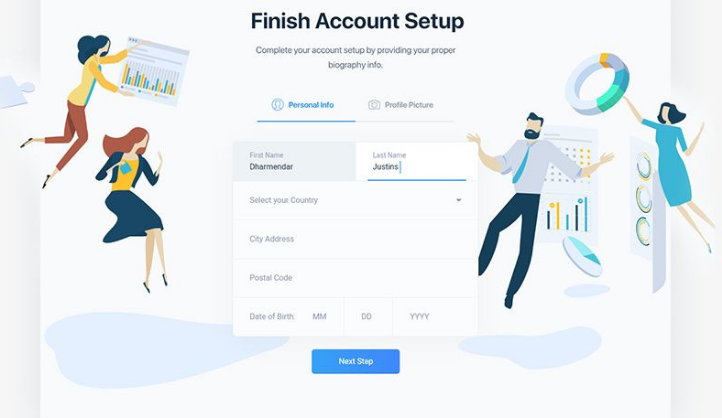 Finish Account Setup
Complete your account setup by providing your proper
biography info.
Personal Info
Profile Picture
First Name
Last Name
Dharmendar
Justins
Select your Country
City Address
Postal Code
Date of Birth: MM DD YYYY
Next Step